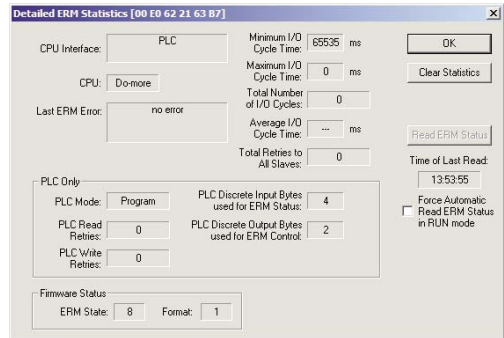 Detailed ERM Statistics [00 E0 62 21 63 B7]
CPU Interface: PLC
CPU: Do-more
Last ERM Error: no error
Minimum I/O Cycle Time: 65535 ms
Maximum I/O Cycle Time: 0 ms
Total Number of I/O Cycles: 0
Average I/O Cycle Time: --- ms
Total Retries to All Slaves: 0
OK
Clear Statistics
Read ERM Status
Time of Last Read:
13:53:55
Force Automatic
Read ERM Status
in RUN mode
PLC Only
PLC Mode: Program
PLC Read Retries: 0
PLC Write Retries: 0
PLC Discrete Input Bytes used for ERM Status: 4
PLC Discrete Output Bytes used for ERM Control: 2
Firmware Status
ERM State: 8 Format: 1